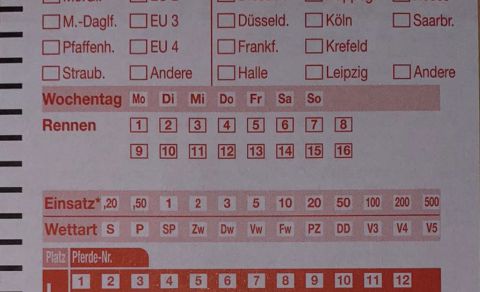 M.-Daglf. EU 3 Düsseld. Köln Saarbr.
Pfaffenh. EU 4 Frankf. Krefeld
Straub. Andere Halle Leipzig Andere
Wochentag Mo Di Mi Do Fr Sa So
Rennen 1 2 3 4 5 6 7 8
9 10 11 12 13 14 15 16
Einsatz* ,20 ,50 1 2 3 5 10 20 50 100 200 500
Wettart S P SP Zw Dw Vw Fw PZ DD V3 V4 V5
Platz Pferde-Nr.
1 2 3 4 5 6 7 8 9 10 11 12